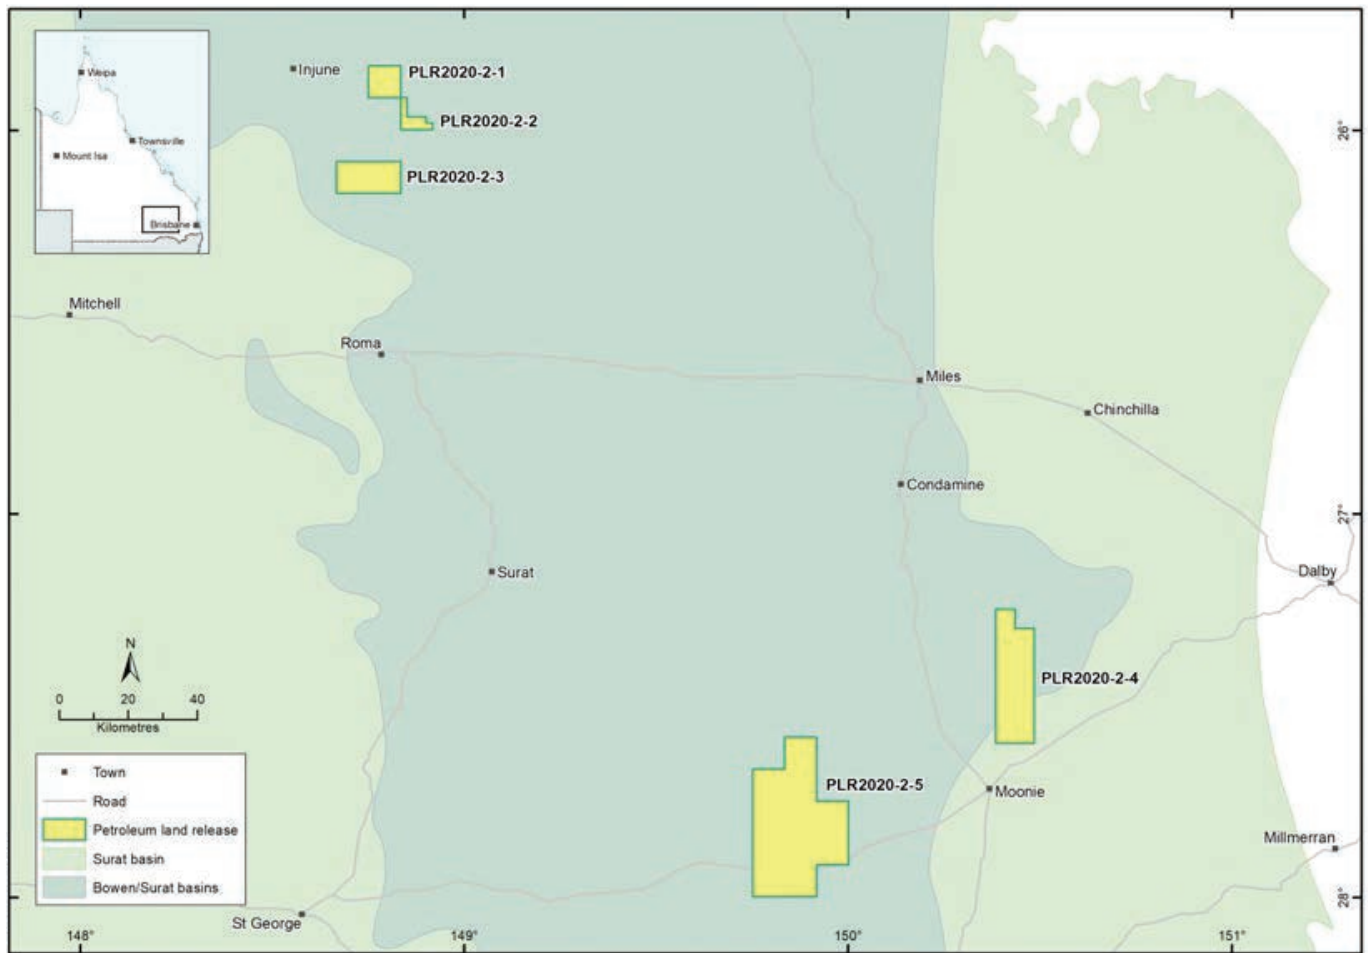 Weipa
Townsville
Mount Isa
Brisbane
Injune
PLR2020-2-1
PLR2020-2-2
PLR2020-2-3
26°
Mitchell
Roma
Miles
Chinchilla
Condamine
27°
Surat
Dalby
N
0 20 40
Kilometres
PLR2020-2-4
PLR2020-2-5
Moonie
Millmerran
Town
Road
Petroleum land release
Surat basin
Bowen/Surat basins
St George
28°
148° 149° 150° 151°